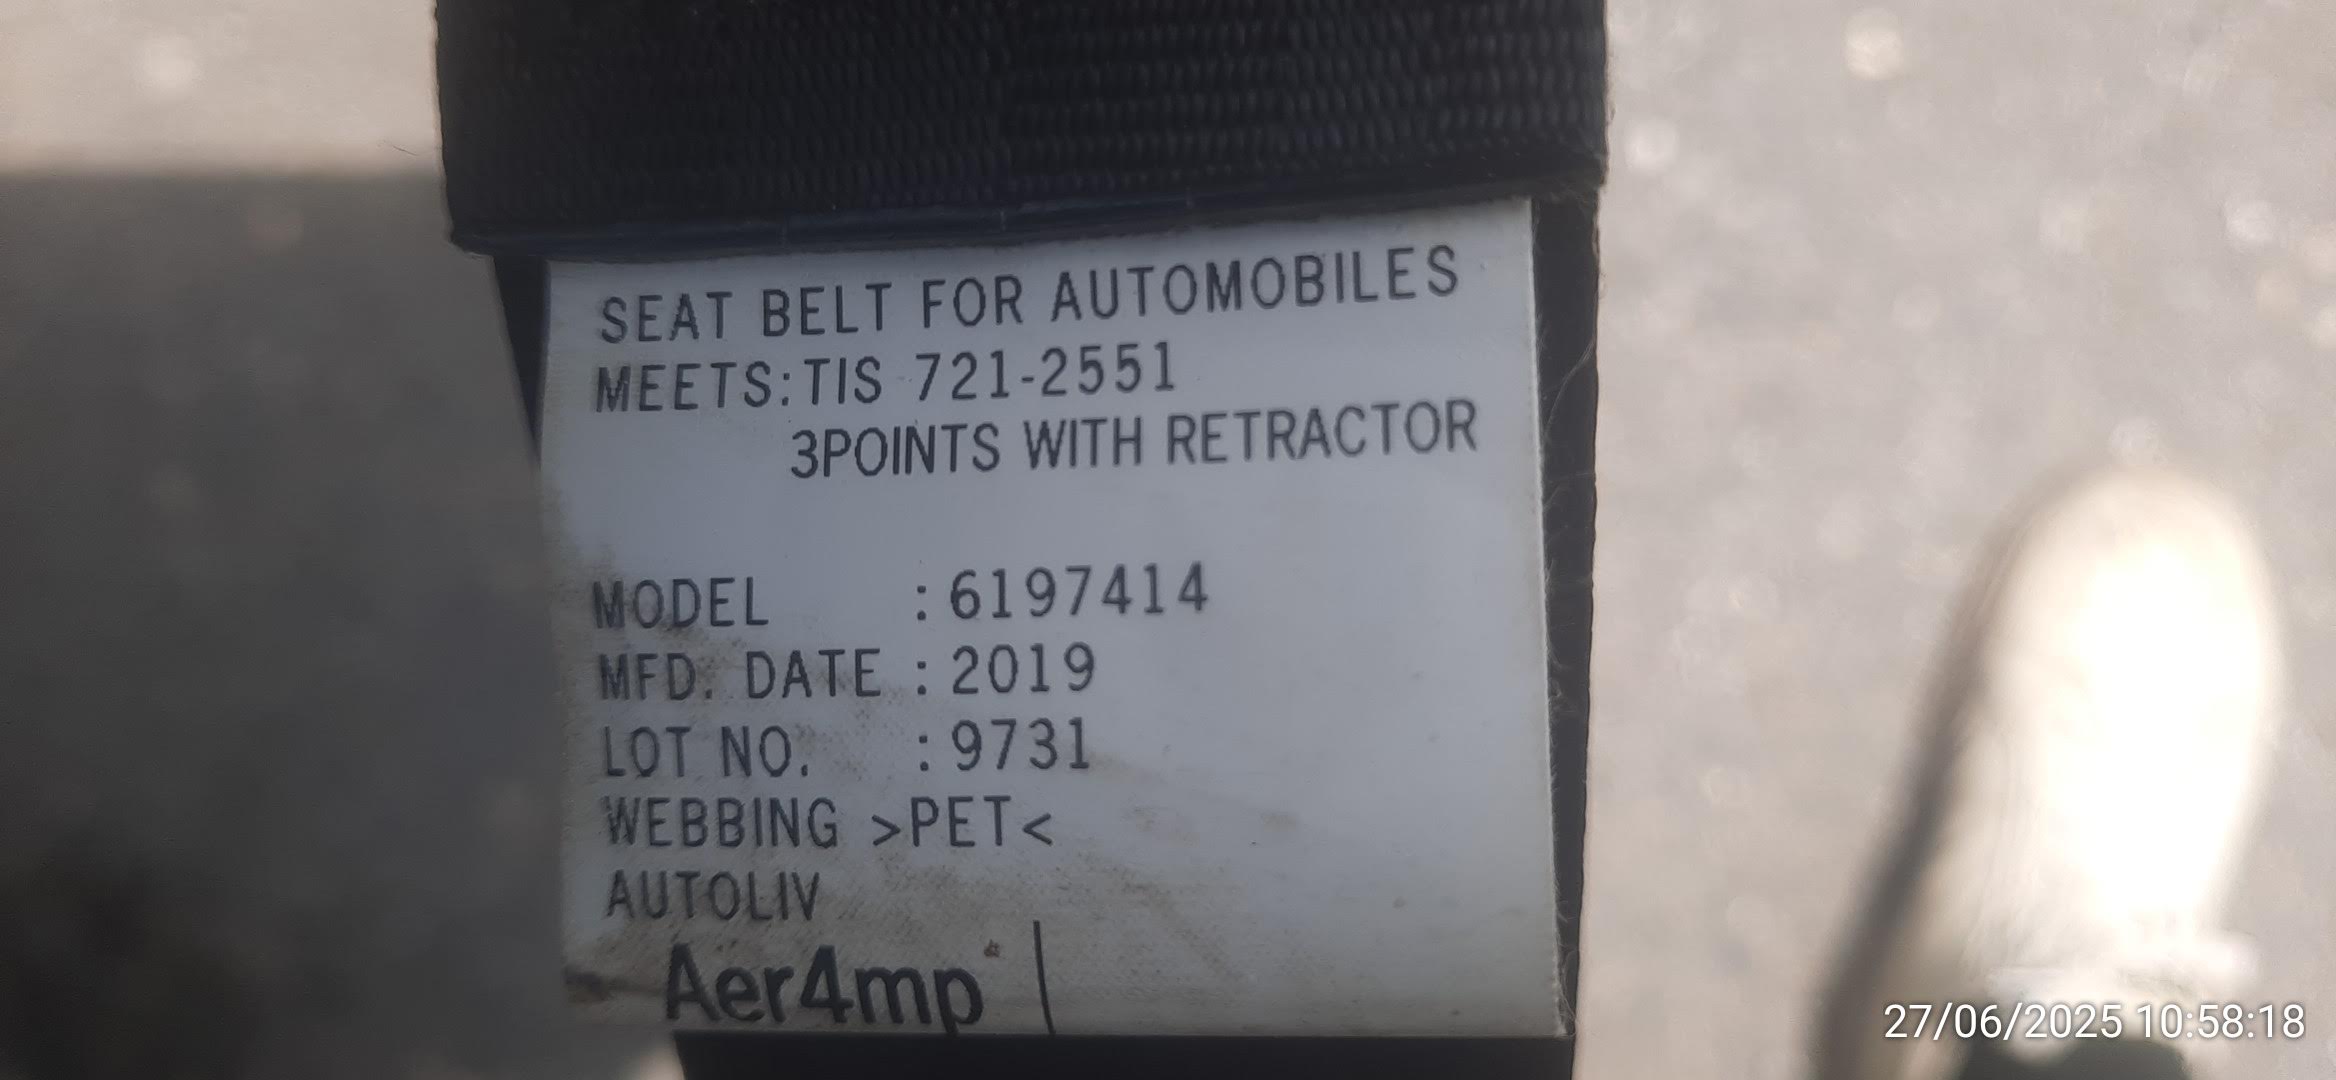 SEAT BELT FOR AUTOMOBILES
MEETS:TIS 721-2551
3POINTS WITH RETRACTOR
MODEL : 6197414
MFD. DATE : 2019
LOT NO. : 9731
WEBBING >PET<
AUTOLIV
Aer4mp
27/06/2025 10:58:18